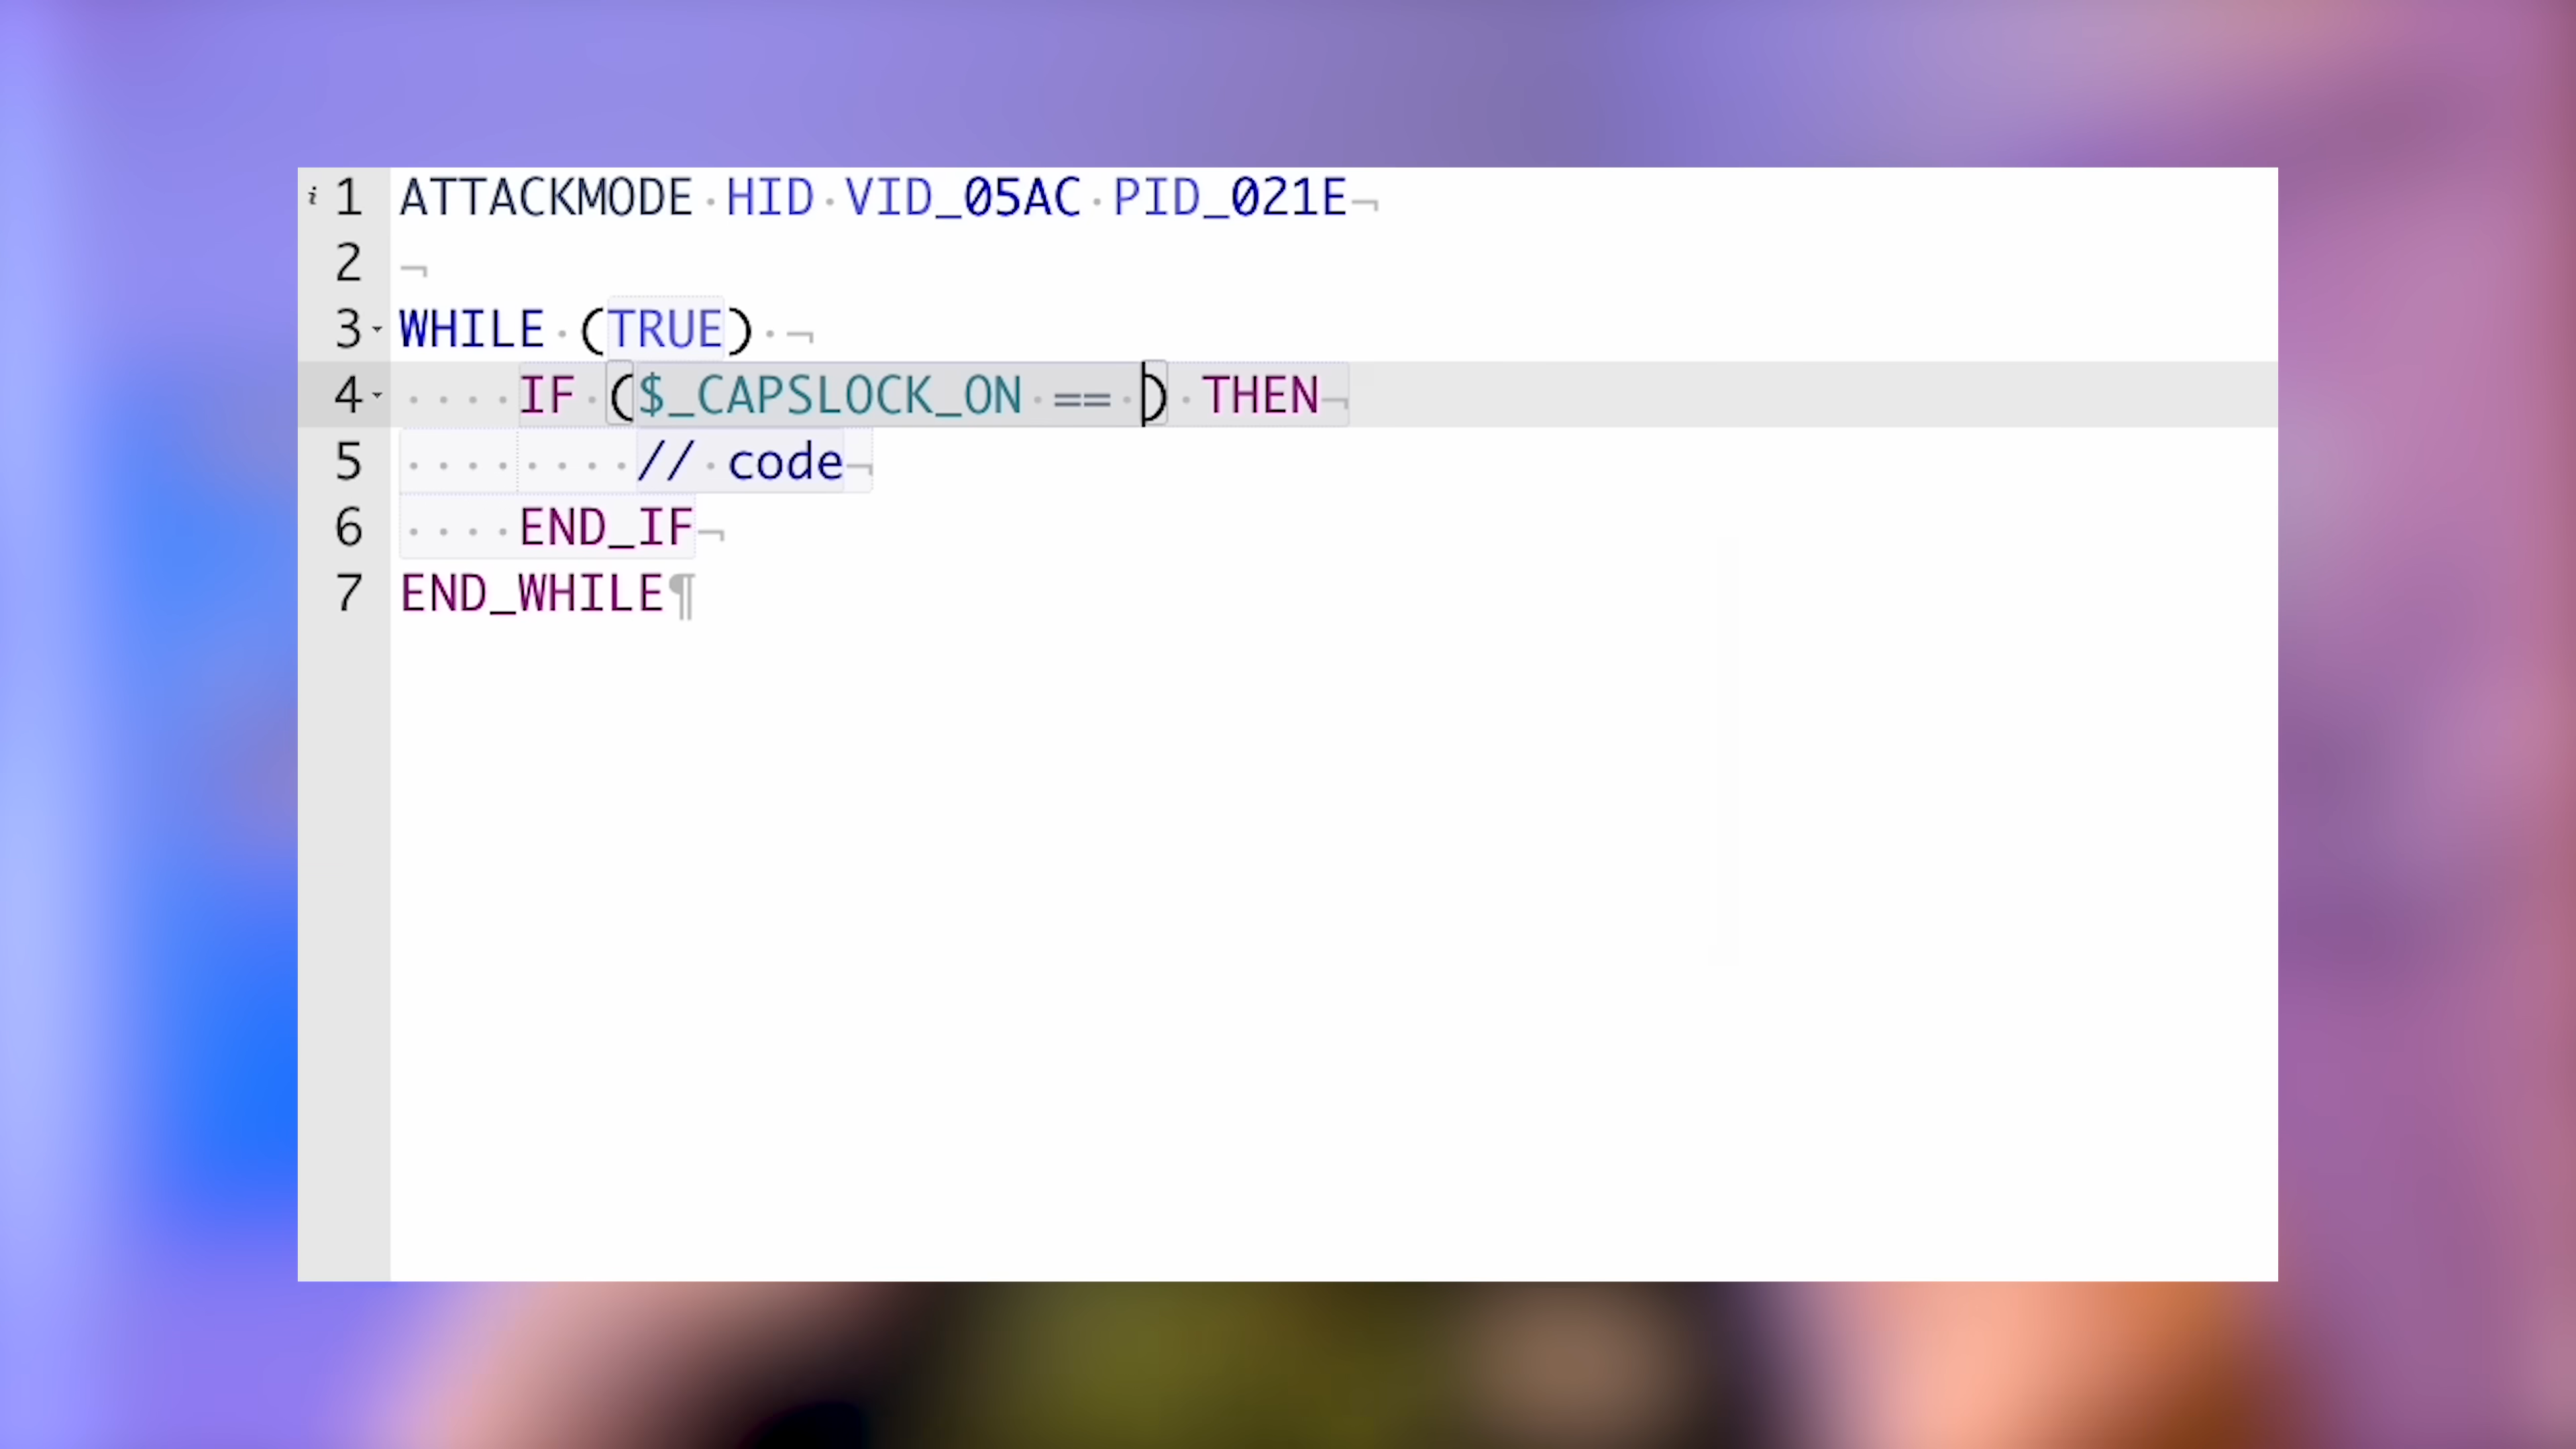 i 1 ATTACKMODE HID VID_05AC PID_021E¬
2 ¬
3 WHILE (TRUE) ¬
4 IF ($_CAPSLOCK_ON == ) THEN¬
5 // code¬
6 END_IF¬
7 END_WHILE¶